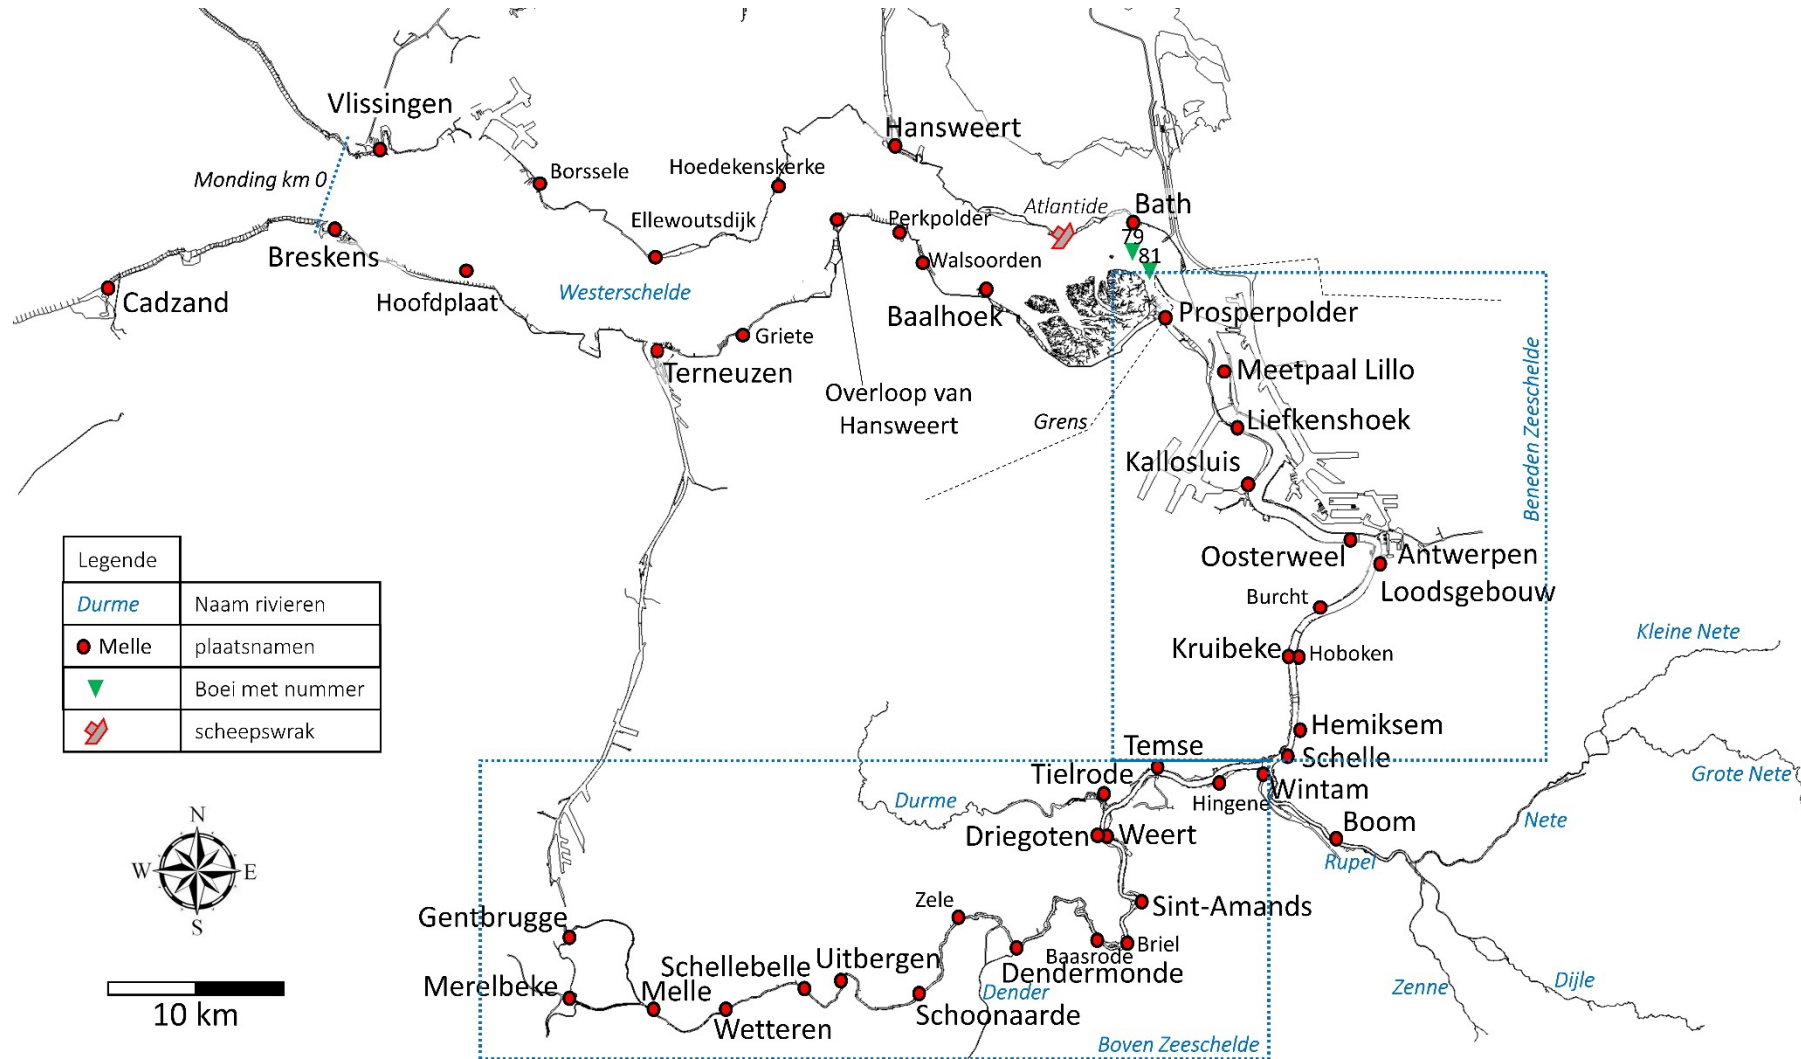 Vlissingen
Hansweert
Monding km 0
Borssele
Hoedekenskerke
Ellewoutsdijk
Perkpolder
Atlantide
Bath
79
81
Breskens
Walsoorden
Cadzand
Hoofdplaat
Westerschelde
Baalhoek
Prosperpolder
Griete
Terneuzen
Meetpaal Lillo
Overloop van
Hansweert
Grens
Liefkenshoek
Kallosluis
Beneden Zeeschelde
Oosterweel
Antwerpen
Loodsgebouw
Burcht
Kruibeke
Hoboken
Kleine Nete
Legende
Durme
Naam rivieren
Melle
plaatsnamen
Boei met nummer
scheepswrak
Hemiksem
Schelle
Temse
Tielrode
Wintam
Hingene
Grote Nete
Durme
Nete
Boom
Driegoten
Weert
Rupel
N
W
E
S
Zele
Sint-Amands
Gentbrugge
Briel
Baasrode
Dendermonde
Uitbergen
Schellebelle
Merelbeke
Melle
Dender
Schoonaarde
Wetteren
Zenne
Dijle
10 km
Boven Zeeschelde